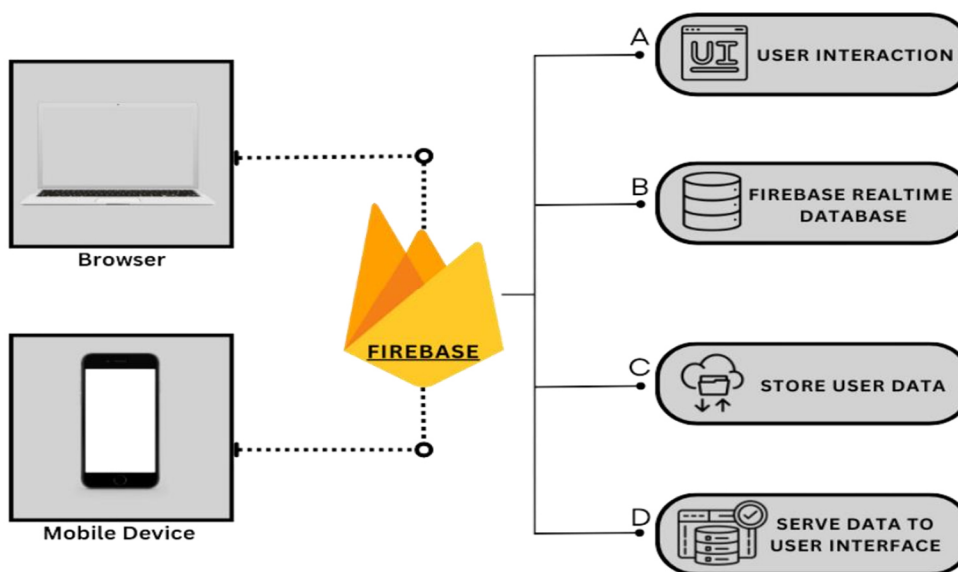 Browser
Mobile Device
FIREBASE
A
UI
USER INTERACTION
B
FIREBASE REALTIME
DATABASE
C
STORE USER DATA
D
SERVE DATA TO
USER INTERFACE